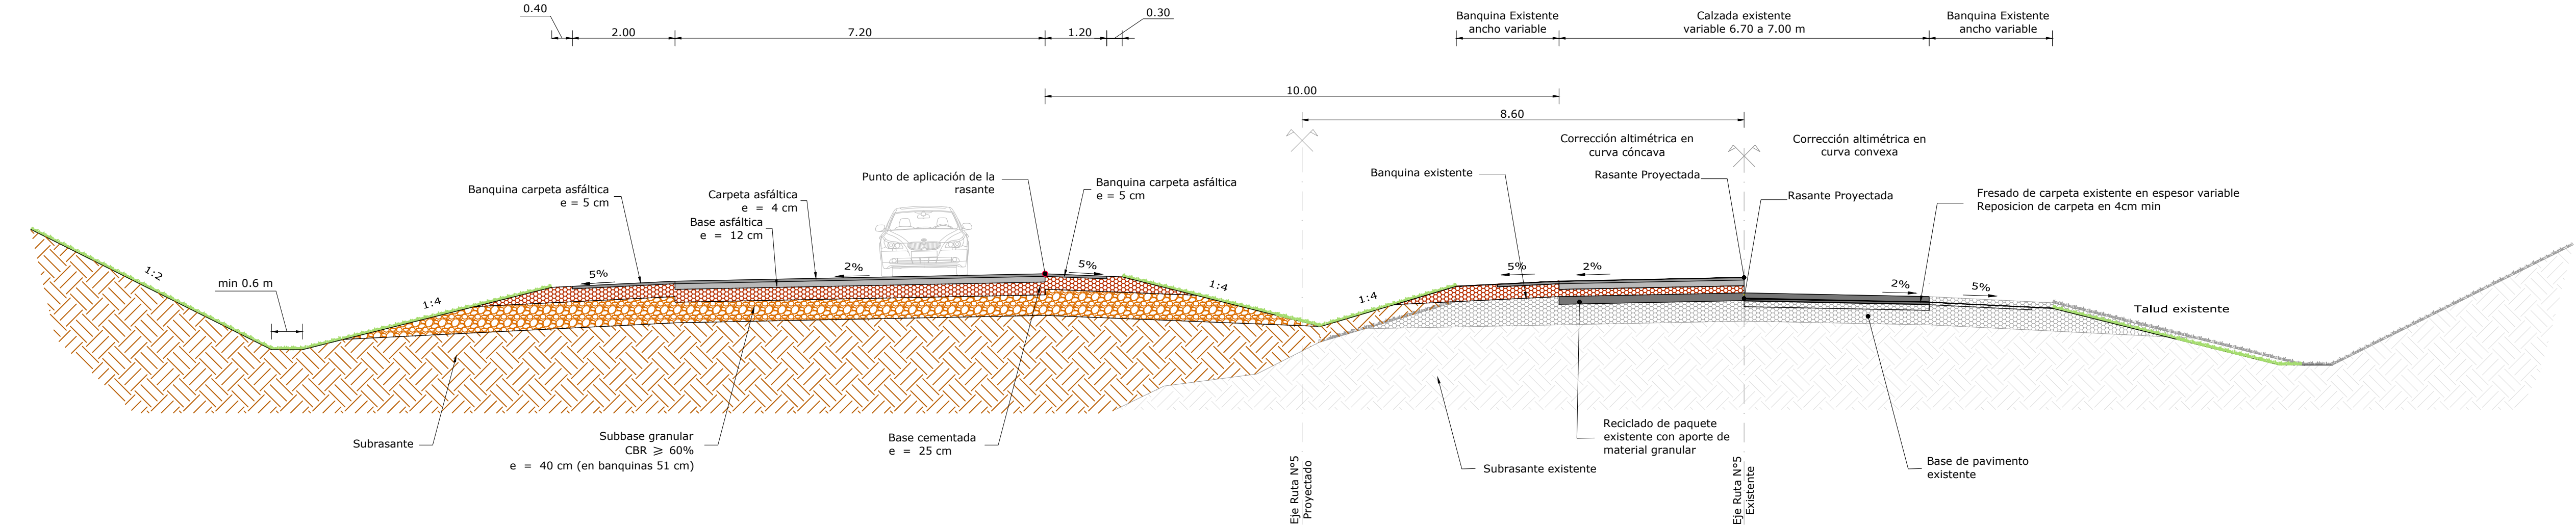 0.40
2.00
7.20
1.20
0.30
Banquina Existente
ancho variable
Calzada existente
variable 6.70 a 7.00 m
Banquina Existente
ancho variable
10.00
8.60
Corrección altimétrica en
curva cóncava
Corrección altimétrica en
curva convexa
Banquina carpeta asfáltica
e = 5 cm
Carpeta asfáltica
e = 4 cm
Base asfáltica
e = 12 cm
Punto de aplicación de la
rasante
Banquina carpeta asfáltica
e = 5 cm
Banquina existente
Rasante Proyectada
Rasante Proyectada
Fresado de carpeta existente en espesor variable
Reposicion de carpeta en 4cm min
1:2
min 0.6 m
1:4
5%
2%
5%
1:4
1:4
5%
2%
2%
5%
Talud existente
Subrasante
Subbase granular
CBR ≥ 60%
e = 40 cm (en banquinas 51 cm)
Base cementada
e = 25 cm
Eje Ruta N°5
Proyectado
Subrasante existente
Reciclado de paquete
existente con aporte de
material granular
Eje Ruta N°5
Existente
Base de pavimento
existente